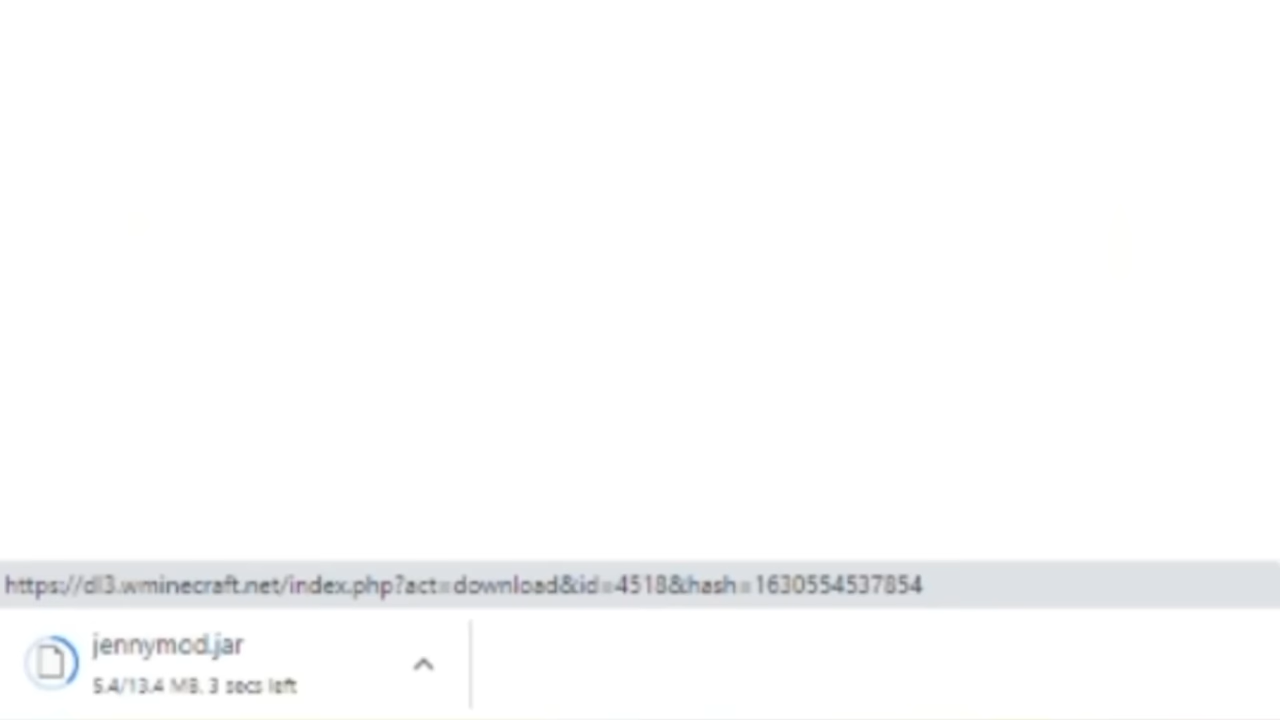 https://dl3.wminecraft.net/index.php?act=download&id=4518&hash=1630554537854
jennymod.jar
5.4/13.4 MB, 3 secs left